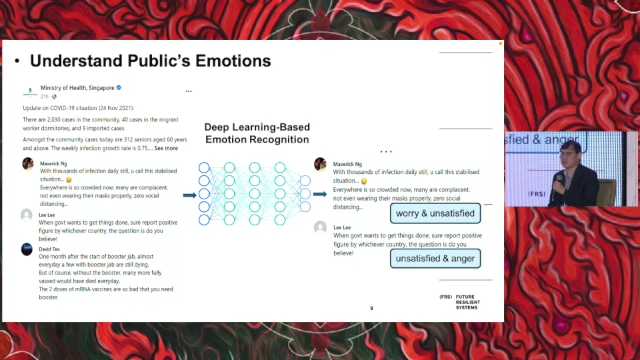 • Understand Public's Emotions
Ministry of Health, Singapore
...
Update on COVID-19 situation (24 Nov 2021)
There are 2,030 cases in the community, 40 cases in the migrant
worker dormitories, and 9 imported cases.
Amongst the community cases today are 312 seniors aged 60 years
and above. The weekly infection growth rate is 0.75.... See more
Maverick Ng
With thousands of infection daily still, u call this stabilised
situation...
Everywhere is so crowded now, many are complacent,
not even wearing their masks properly, zero social
distancing...
Lee Lee
When govt wants to get things done, sure report positive
figure by whichever country, the question is do you
believe!
David Teo
One month after the start of booster jab, almost
everyday a few with booster jab are still dying.
But of course, without the booster, many more fully
vaxxed would have died everyday.
The 2 doses of mRNA vaccines are so bad that you need
booster.
Deep Learning-Based
Emotion Recognition
...
Maverick Ng
With thousands of infection daily still, u call this stabilised
situation...
Everywhere is so crowded now, many are complacent,
not even wearing their masks properly, zero social
distancing...
worry & unsatisfied
Lee Lee
When govt wants to get things done, sure report positive
figure by whichever country, the question is do you
believe!
unsatisfied & anger
(FRS) FUTURE
RESILIENT
SYSTEMS
sfied & anger
(FRS)